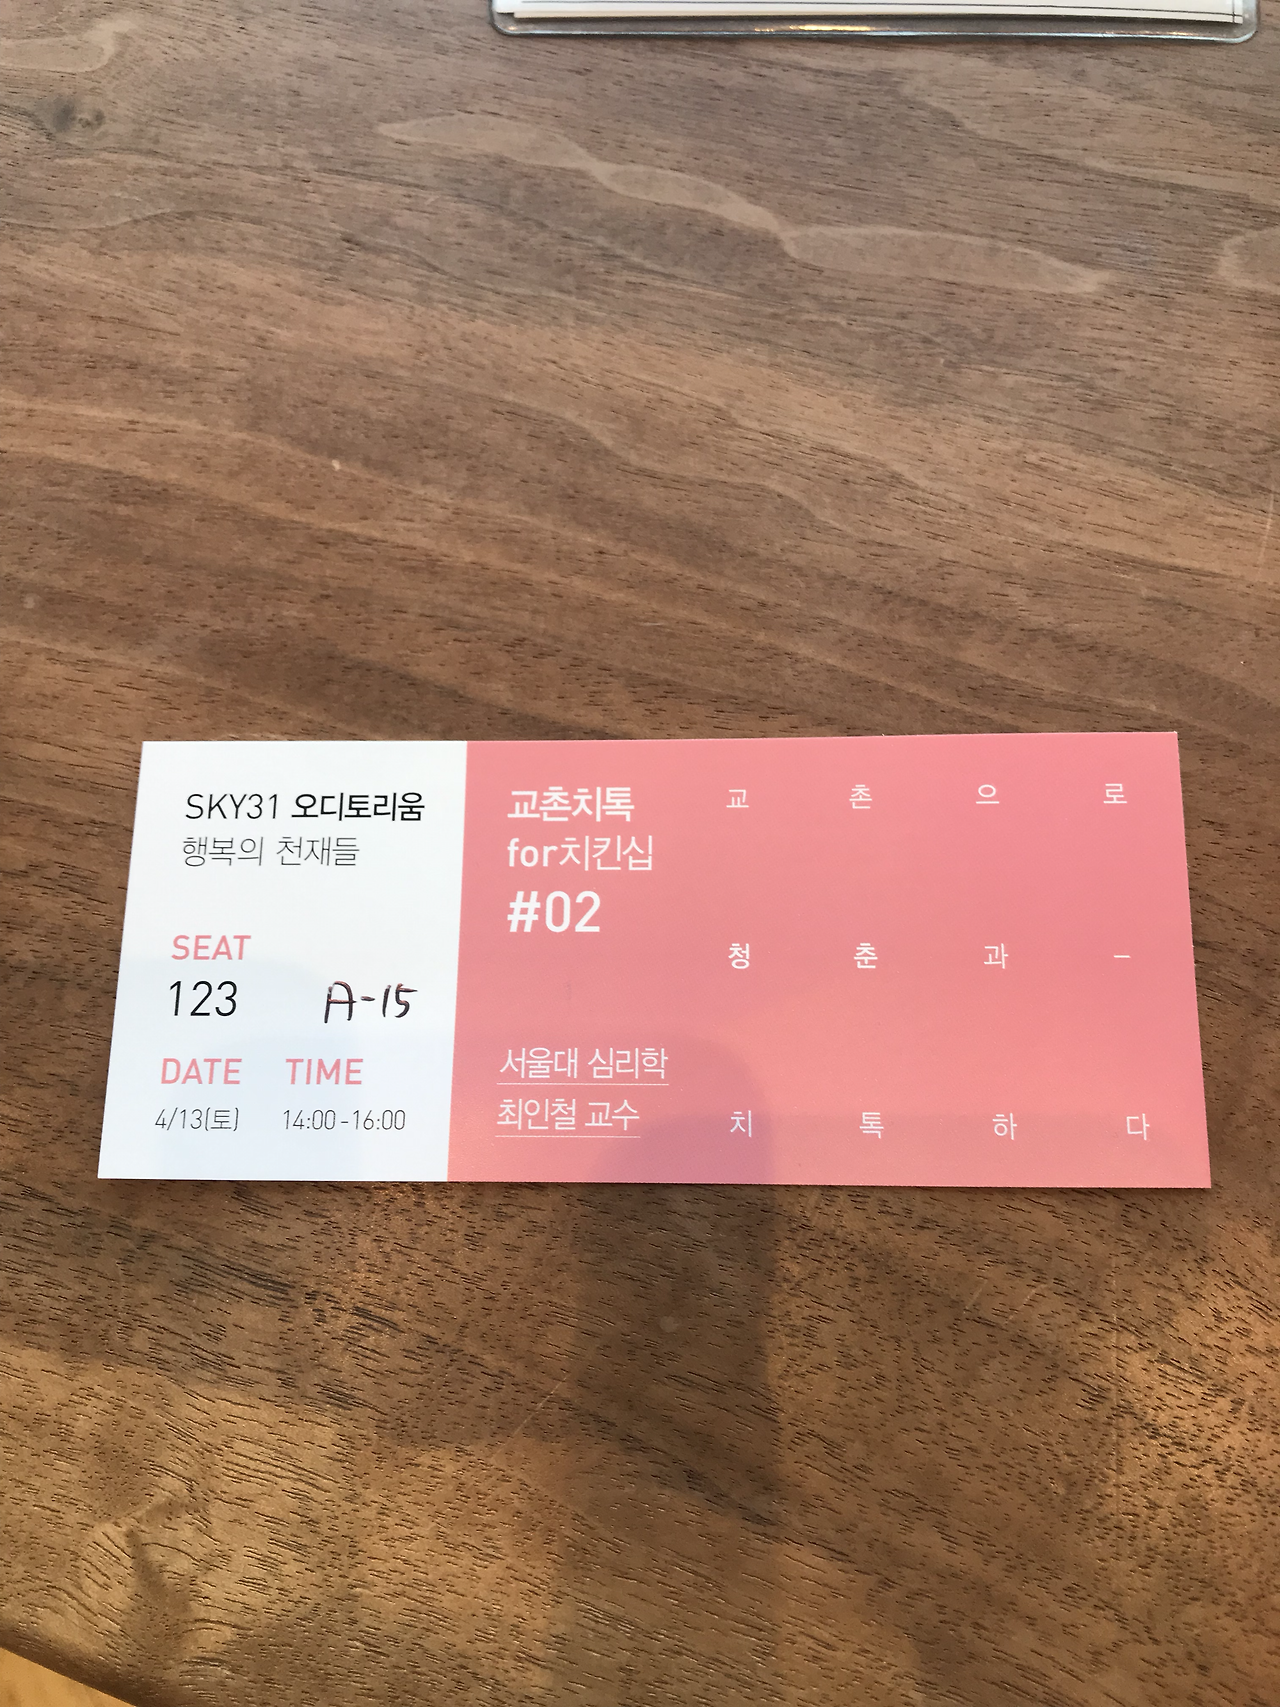 SKY31 오디토리움
행복의 천재들
SEAT
123 A-15
DATE TIME
4/13(토) 14:00-16:00
교촌치톡
for치킨십
#02
서울대 심리학
최인철 교수
교 촌 으 로
청 춘 과 –
치 톡 하 다